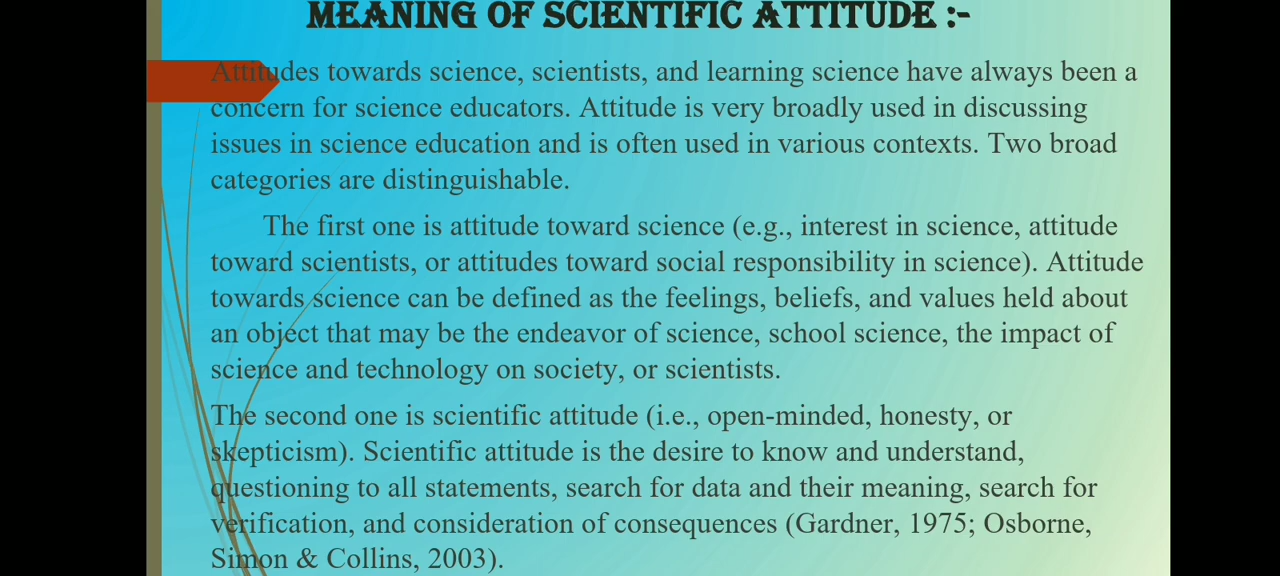 MEANING OF SCIENTIFIC ATTITUDE :-
Attitudes towards science, scientists, and learning science have always been a
concern for science educators. Attitude is very broadly used in discussing
issues in science education and is often used in various contexts. Two broad
categories are distinguishable.
The first one is attitude toward science (e.g., interest in science, attitude
toward scientists, or attitudes toward social responsibility in science). Attitude
towards science can be defined as the feelings, beliefs, and values held about
an object that may be the endeavor of science, school science, the impact of
science and technology on society, or scientists.
The second one is scientific attitude (i.e., open-minded, honesty, or
skepticism). Scientific attitude is the desire to know and understand,
questioning to all statements, search for data and their meaning, search for
verification, and consideration of consequences (Gardner, 1975; Osborne,
Simon & Collins, 2003).